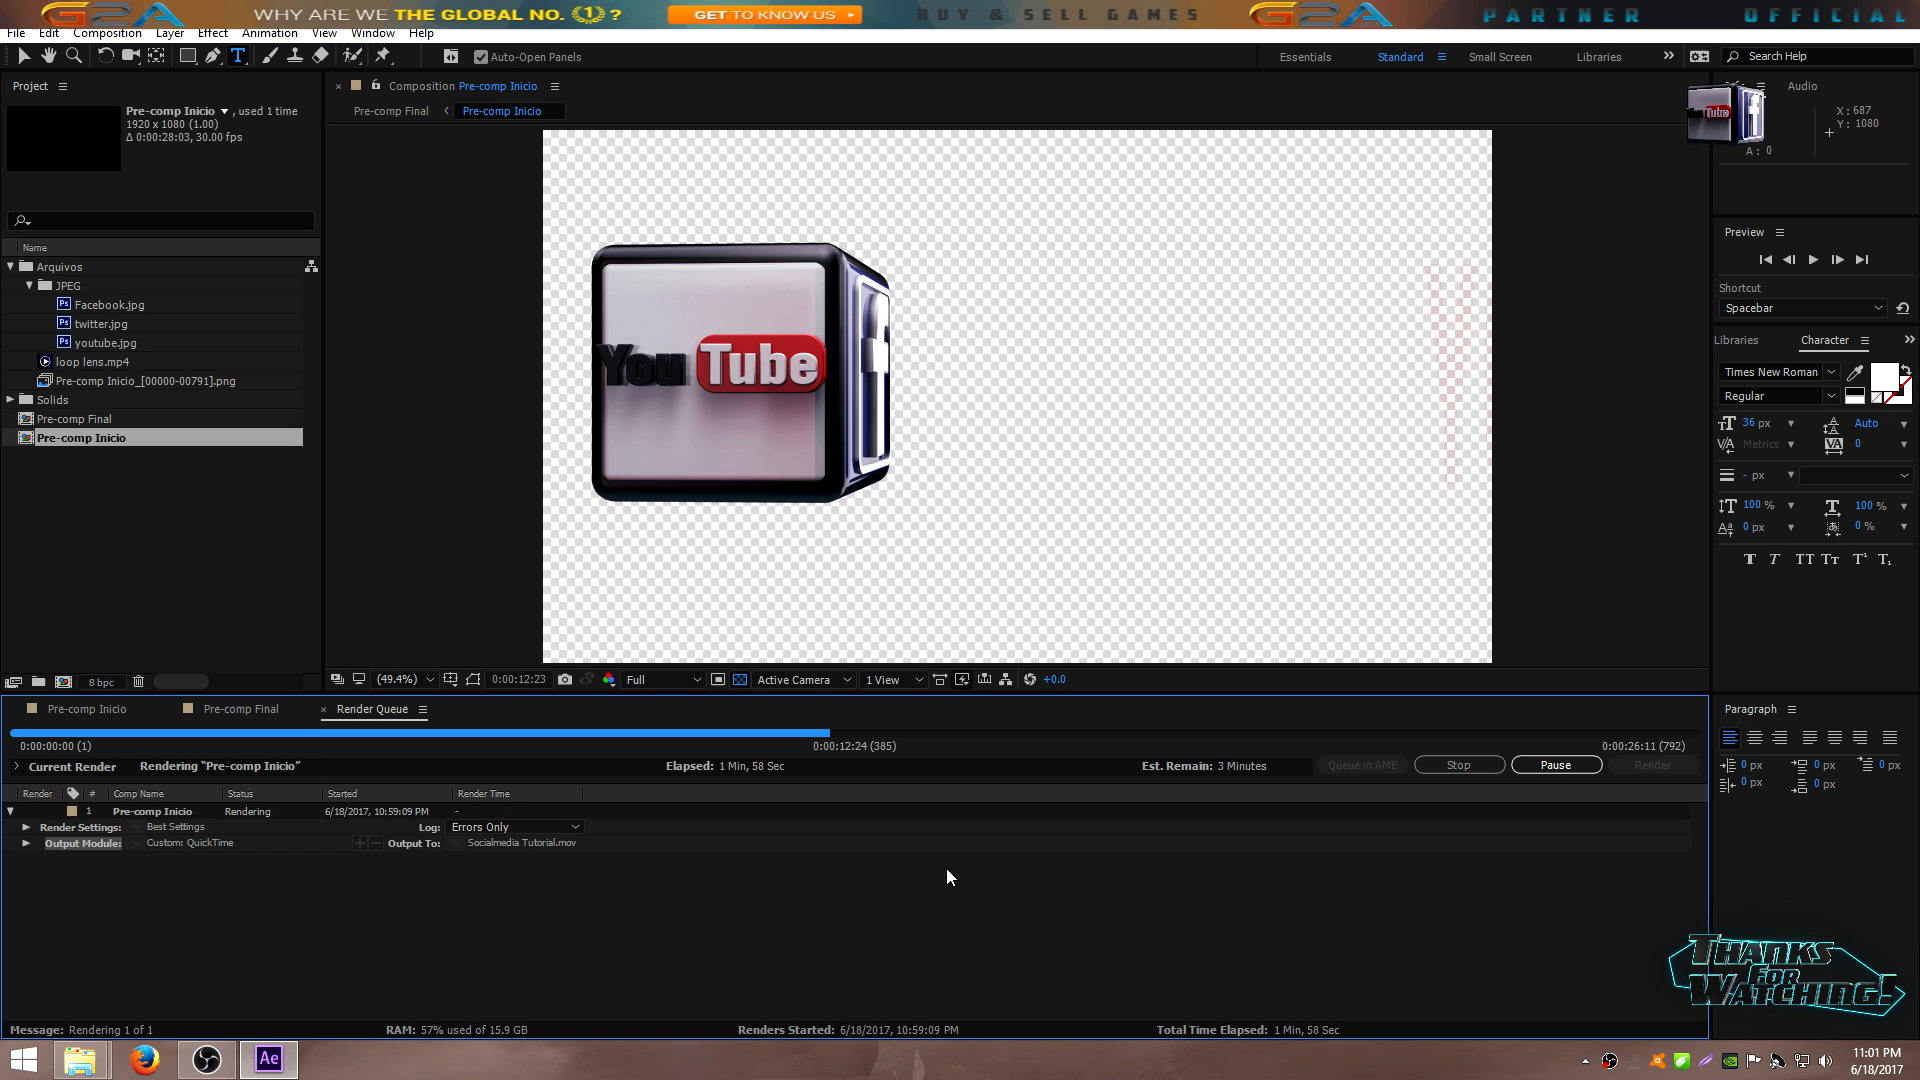 G2A WHY ARE WE THE GLOBAL NO. 1 ? GET TO KNOW US BUY & SELL GAMES G2A PARTNER OFFICIAL
File Edit Composition Layer Effect Animation View Window Help
Auto-Open Panels
Essentials Standard Small Screen Libraries Search Help
Project
Pre-comp Inicio , used 1 time
1920 x 1080 (1.00)
Δ 0:00:28:03, 30.00 fps
Name
Arquivos
JPEG
Facebook.jpg
twitter.jpg
youtube.jpg
loop lens.mp4
Pre-comp Inicio_[00000-00791].png
Solids
Pre-comp Final
Pre-comp Inicio
8 bpc
Composition Pre-comp Inicio
Pre-comp Final Pre-comp Inicio
YouTube f
(49.4%) 0:00:12:23 Full Active Camera 1 View +0.0
Audio
YouTube f
X: 687
Y: 1080
A: 0
Preview
Shortcut
Spacebar
Libraries Character
Times New Roman
Regular
36 px Auto
Metrics 0
- px
100 % 100 %
0 px 0 %
Pre-comp Inicio Pre-comp Final Render Queue
0:00:00:00 (1) 0:00:12:24 (385) 0:00:26:11 (792)
Current Render Rendering "Pre-comp Inicio" Elapsed: 1 Min, 58 Sec Est. Remain: 3 Minutes Queue in AME Stop Pause Render
Render # Comp Name Status Started Render Time
1 Pre-comp Inicio Rendering 6/18/2017, 10:59:09 PM -
Render Settings: Best Settings Log: Errors Only
Output Module: Custom: QuickTime Output To: Socialmedia Tutorial.mov
Paragraph
0 px 0 px 0 px
0 px 0 px
THANKS
FOR
WATCHING!
Message: Rendering 1 of 1 RAM: 57% used of 15.9 GB Renders Started: 6/18/2017, 10:59:09 PM Total Time Elapsed: 1 Min, 58 Sec
Ae
11:01 PM
6/18/2017